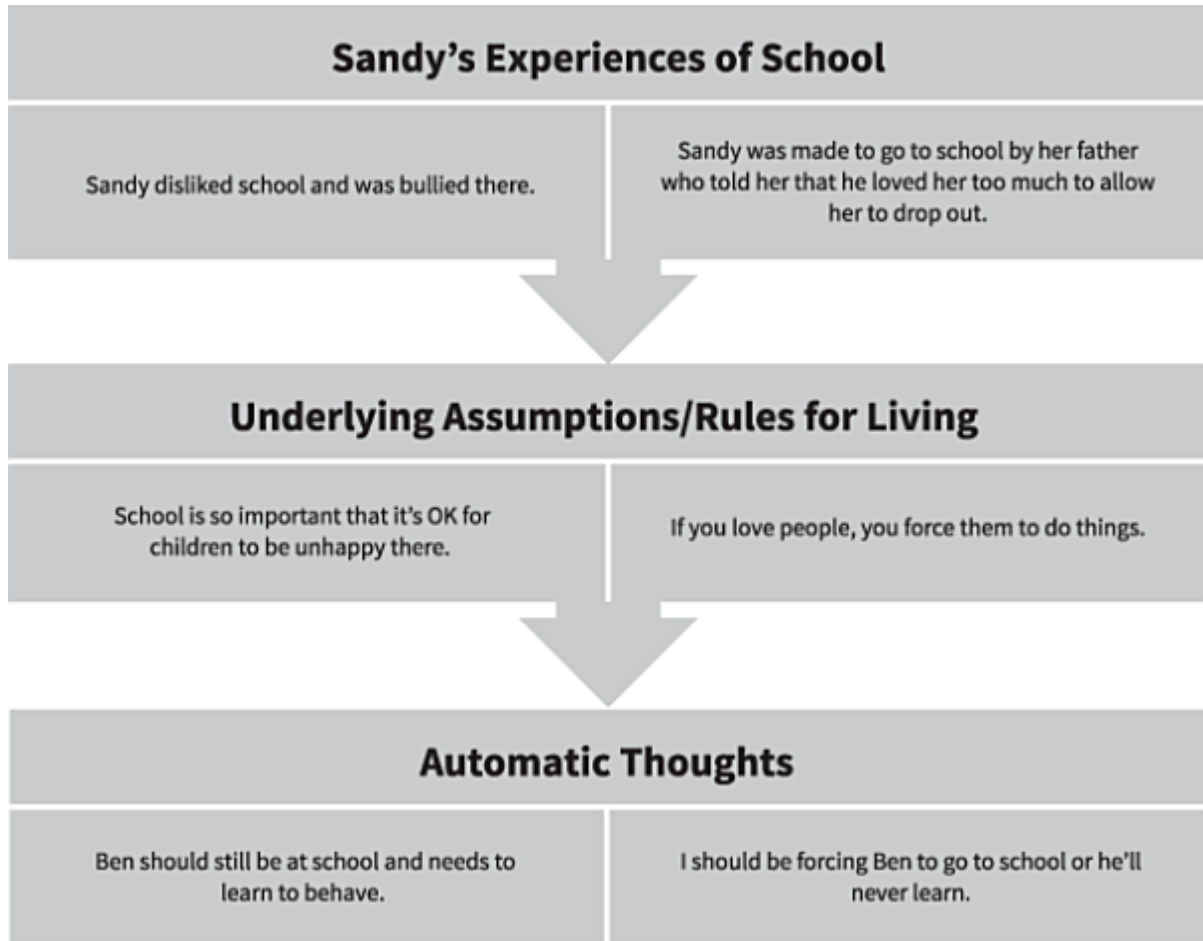 Sandy’s Experiences of School
Sandy disliked school and was bullied there.
Sandy was made to go to school by her father
who told her that he loved her too much to allow
her to drop out.
Underlying Assumptions/Rules for Living
School is so important that it’s OK for
children to be unhappy there.
If you love people, you force them to do things.
Automatic Thoughts
Ben should still be at school and needs to
learn to behave.
I should be forcing Ben to go to school or he’ll
never learn.